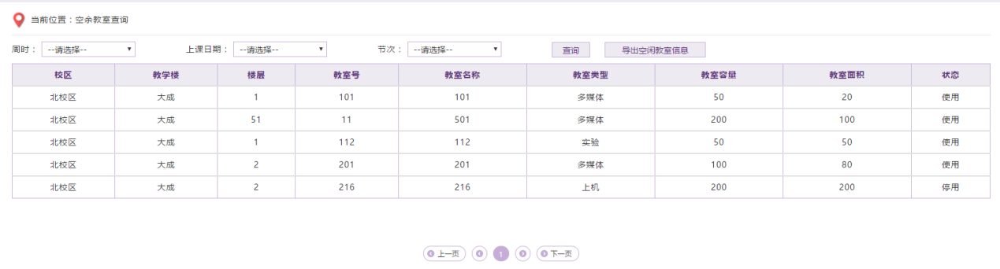 当前位置：空余教室查询
周时： --请选择-- 上课日期： --请选择-- 节次： --请选择-- 查询 导出空闲教室信息
校区 教学楼 楼层 教室号 教室名称 教室类型 教室容量 教室面积 状态
北校区 大成 1 101 101 多媒体 50 20 使用
北校区 大成 51 11 501 多媒体 200 100 使用
北校区 大成 1 112 112 实验 50 50 使用
北校区 大成 2 201 201 多媒体 100 80 使用
北校区 大成 2 216 216 上机 200 200 停用
上一页 1 下一页